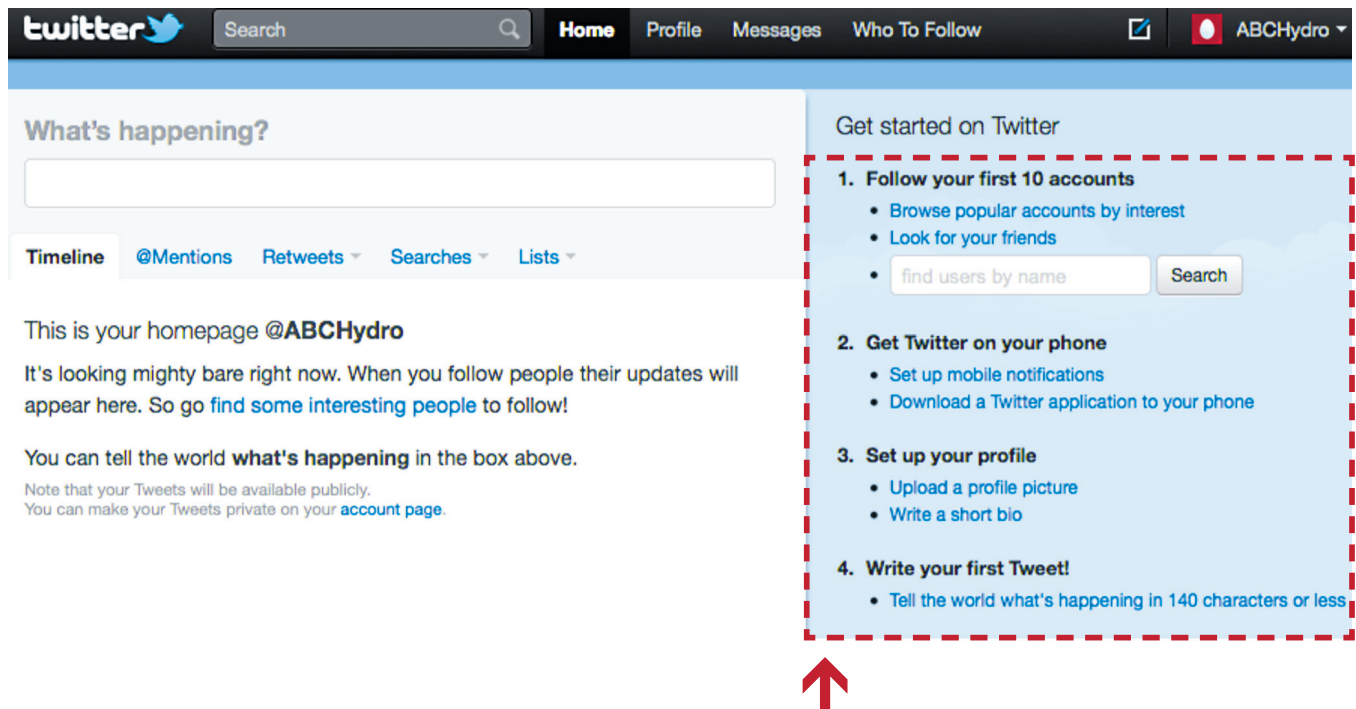 twitter Search Home Profile Messages Who To Follow ABCHydro
What's happening?
Timeline @Mentions Retweets Searches Lists
This is your homepage @ABCHydro
It's looking mighty bare right now. When you follow people their updates will
appear here. So go find some interesting people to follow!
You can tell the world what's happening in the box above.
Note that your Tweets will be available publicly.
You can make your Tweets private on your account page.
Get started on Twitter
1. Follow your first 10 accounts
• Browse popular accounts by interest
• Look for your friends
• find users by name Search
2. Get Twitter on your phone
• Set up mobile notifications
• Download a Twitter application to your phone
3. Set up your profile
• Upload a profile picture
• Write a short bio
4. Write your first Tweet!
• Tell the world what's happening in 140 characters or less